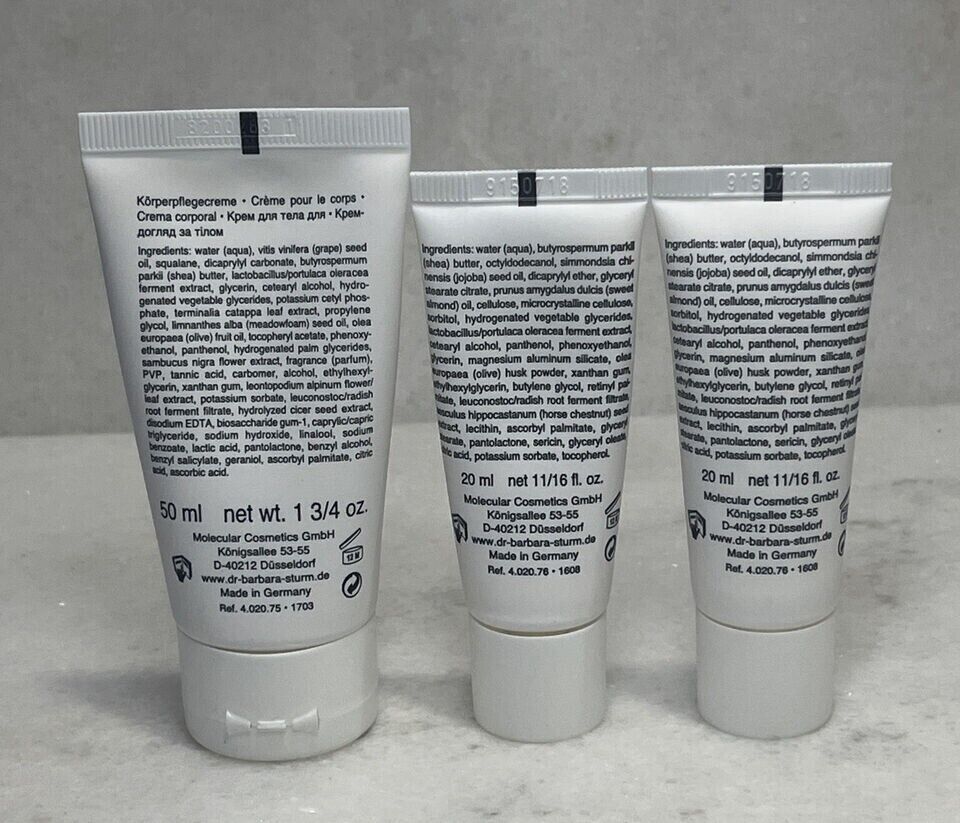 Körperpflegecreme • Crème pour le corps •
Crema corporal • Крем для тела для • Крем-
догляд за тілом
Ingredients: water (aqua), vitis vinifera (grape) seed
oil, squalane, dicaprylyl carbonate, butyrospermum
parkii (shea) butter, lactobacillus/portulaca oleracea
ferment extract, glycerin, cetearyl alcohol, hydro-
genated vegetable glycerides, potassium cetyl phos-
phate, terminalia catappa leaf extract, propylene
glycol, limnanthes alba (meadowfoam) seed oil, olea
europaea (olive) fruit oil, tocopheryl acetate, phenoxy-
ethanol, panthenol, hydrogenated palm glycerides,
sambucus nigra flower extract, fragrance (parfum),
PVP, tannic acid, carbomer, alcohol, ethylhexyl-
glycerin, xanthan gum, leontopodium alpinum flower/
leaf extract, potassium sorbate, leuconostoc/radish
root ferment filtrate, hydrolyzed cicer seed extract,
disodium EDTA, biosaccharide gum-1, caprylic/capric
triglyceride, sodium hydroxide, linalool, sodium
benzoate, lactic acid, pantolactone, benzyl alcohol,
benzyl salicylate, geraniol, ascorbyl palmitate, citric
acid, ascorbic acid.
50 ml net wt. 1 3/4 oz.
Molecular Cosmetics GmbH
Königsallee 53-55
D-40212 Düsseldorf
www.dr-barbara-sturm.de
Made in Germany
Ref. 4.020.75 • 1703
12 M
9150718
Ingredients: water (aqua), butyrospermum parkii
(shea) butter, octyldodecanol, simmondsia chi-
nensis (jojoba) seed oil, dicaprylyl ether, glyceryl
stearate citrate, prunus amygdalus dulcis (sweet
almond) oil, cellulose, microcrystalline cellulose,
sorbitol, hydrogenated vegetable glycerides,
lactobacillus/portulaca oleracea ferment extract,
cetearyl alcohol, panthenol, phenoxyethanol,
glycerin, magnesium aluminum silicate, olea
europaea (olive) husk powder, xanthan gum,
ethylhexylglycerin, butylene glycol, retinyl pal-
mitate, leuconostoc/radish root ferment filtrate,
aesculus hippocastanum (horse chestnut) seed
extract, lecithin, ascorbyl palmitate, glyceryl
stearate, pantolactone, sericin, glyceryl oleate,
citric acid, potassium sorbate, tocopherol.
20 ml net 11/16 fl. oz.
Molecular Cosmetics GmbH
Königsallee 53-55
D-40212 Düsseldorf
www.dr-barbara-sturm.de
Made in Germany
Ref. 4.020.76 • 1608
9150718
Ingredients: water (aqua), butyrospermum parkii
(shea) butter, octyldodecanol, simmondsia chi-
nensis (jojoba) seed oil, dicaprylyl ether, glyceryl
stearate citrate, prunus amygdalus dulcis (sweet
almond) oil, cellulose, microcrystalline cellulose,
sorbitol, hydrogenated vegetable glycerides,
lactobacillus/portulaca oleracea ferment extract,
cetearyl alcohol, panthenol, phenoxyethanol,
glycerin, magnesium aluminum silicate, olea
europaea (olive) husk powder, xanthan gum,
ethylhexylglycerin, butylene glycol, retinyl pal-
mitate, leuconostoc/radish root ferment filtrate,
aesculus hippocastanum (horse chestnut) seed
extract, lecithin, ascorbyl palmitate, glyceryl
stearate, pantolactone, sericin, glyceryl oleate,
citric acid, potassium sorbate, tocopherol.
20 ml net 11/16 fl. oz.
Molecular Cosmetics GmbH
Königsallee 53-55
D-40212 Düsseldorf
www.dr-barbara-sturm.de
Made in Germany
Ref. 4.020.76 • 1608